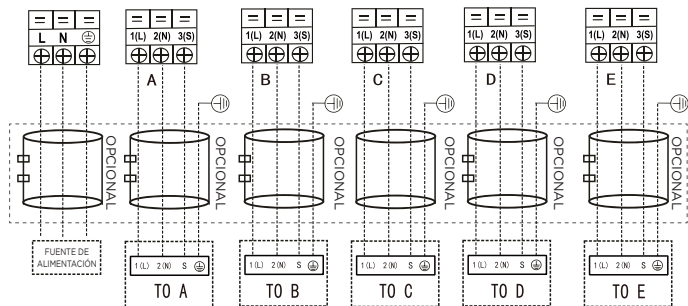 L N
1(L) 2(N) 3(S)
1(L) 2(N) 3(S)
1(L) 2(N) 3(S)
1(L) 2(N) 3(S)
1(L) 2(N) 3(S)
A
B
C
D
E
OPCIONAL
OPCIONAL
OPCIONAL
OPCIONAL
OPCIONAL
OPCIONAL
FUENTE DE
ALIMENTACIÓN
1(L) 2(N) S
TO A
1(L) 2(N) S
TO B
1(L) 2(N) S
TO C
1(L) 2(N) S
TO D
1(L) 2(N) S
TO E